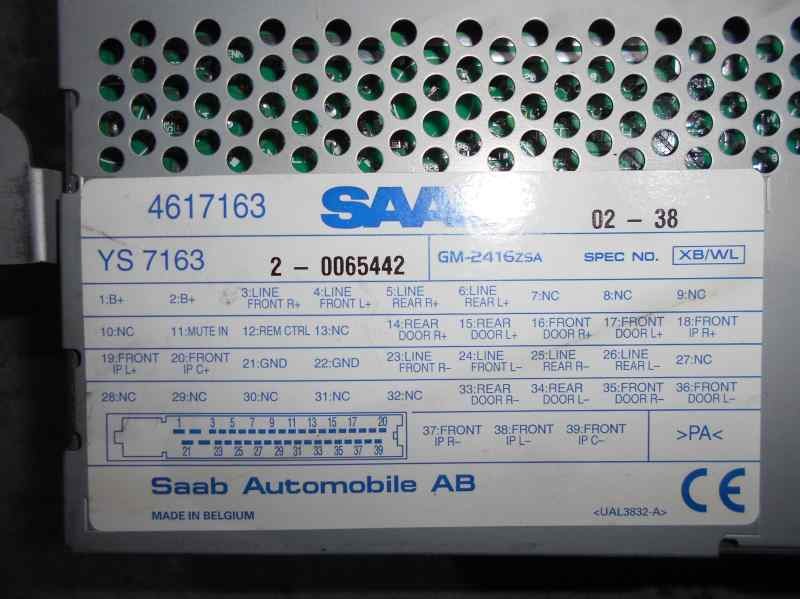 4617163 SAAB 02 – 38
YS 7163 2 – 0065442 GM-2416ZSA SPEC NO. XB/WL
1:B+ 2:B+ 3:LINE FRONT R+ 4:LINE FRONT L+ 5:LINE REAR R+ 6:LINE REAR L+ 7:NC 8:NC 9:NC
10:NC 11:MUTE IN 12:REM CTRL 13:NC 14:REAR DOOR R+ 15:REAR DOOR L+ 16:FRONT DOOR R+ 17:FRONT DOOR L+ 18:FRONT IP R+
19:FRONT IP L+ 20:FRONT IP C+ 21:GND 22:GND 23:LINE FRONT R– 24:LINE FRONT L– 25:LINE REAR R– 26:LINE REAR L– 27:NC
28:NC 29:NC 30:NC 31:NC 32:NC 33:REAR DOOR R– 34:REAR DOOR L– 35:FRONT DOOR R– 36:FRONT DOOR L–
1 3 5 7 9 11 13 15 17 20
21 23 25 27 29 31 33 35 37 39
37:FRONT IP R– 38:FRONT IP L– 39:FRONT IP C– >PA<
Saab Automobile AB CE
MADE IN BELGIUM <UAL3832-A>